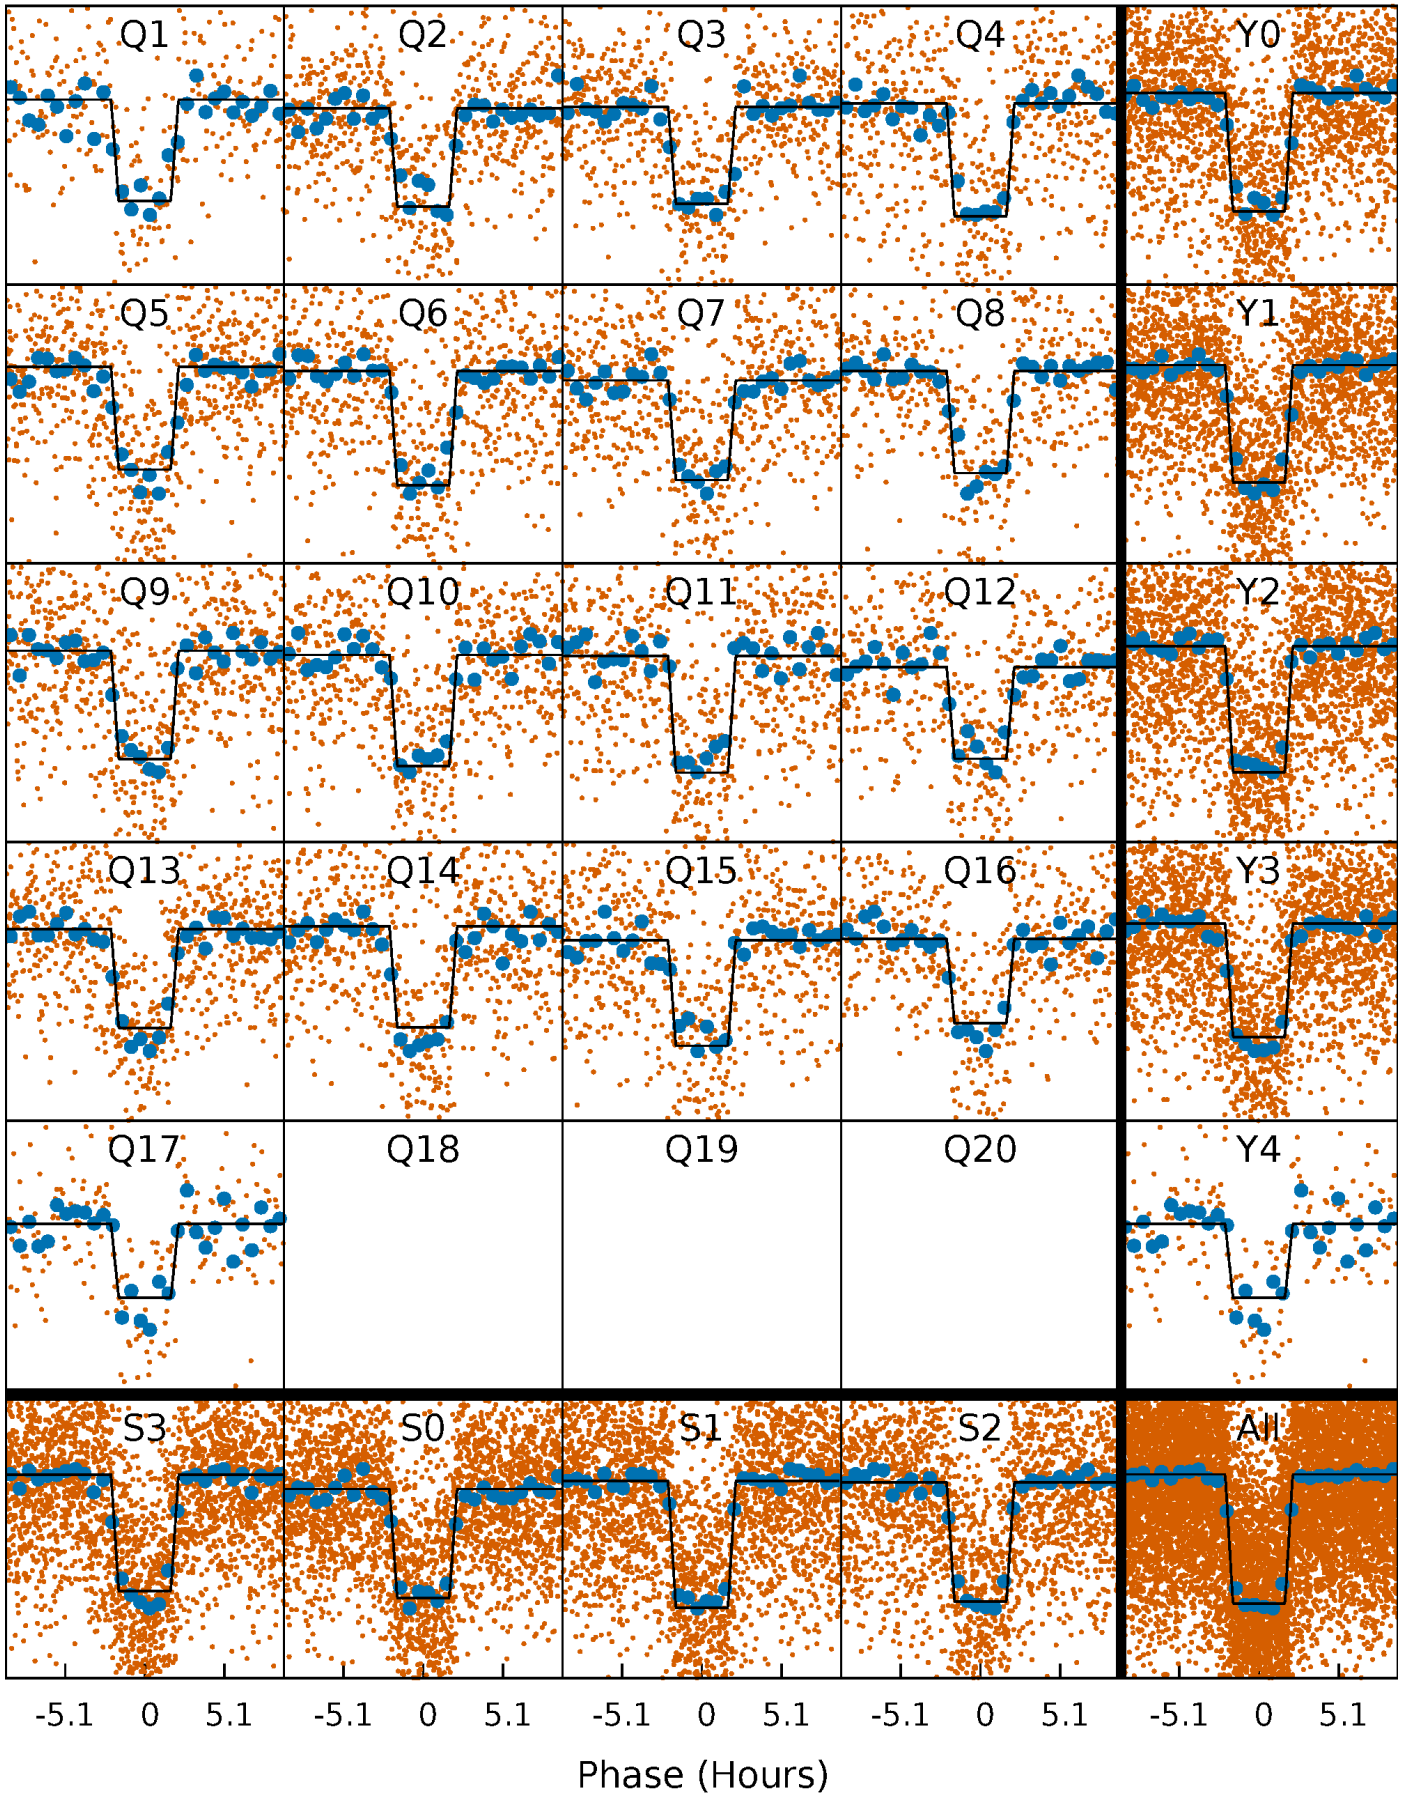 Q1 Q2 Q3 Q4 Y0
Q5 Q6 Q7 Q8 Y1
Q9 Q10 Q11 Q12 Y2
Q13 Q14 Q15 Q16 Y3
Q17 Q18 Q19 Q20 Y4
S3 S0 S1 S2 All
-5.1 0 5.1 -5.1 0 5.1 -5.1 0 5.1 -5.1 0 5.1 -5.1 0 5.1
Phase (Hours)